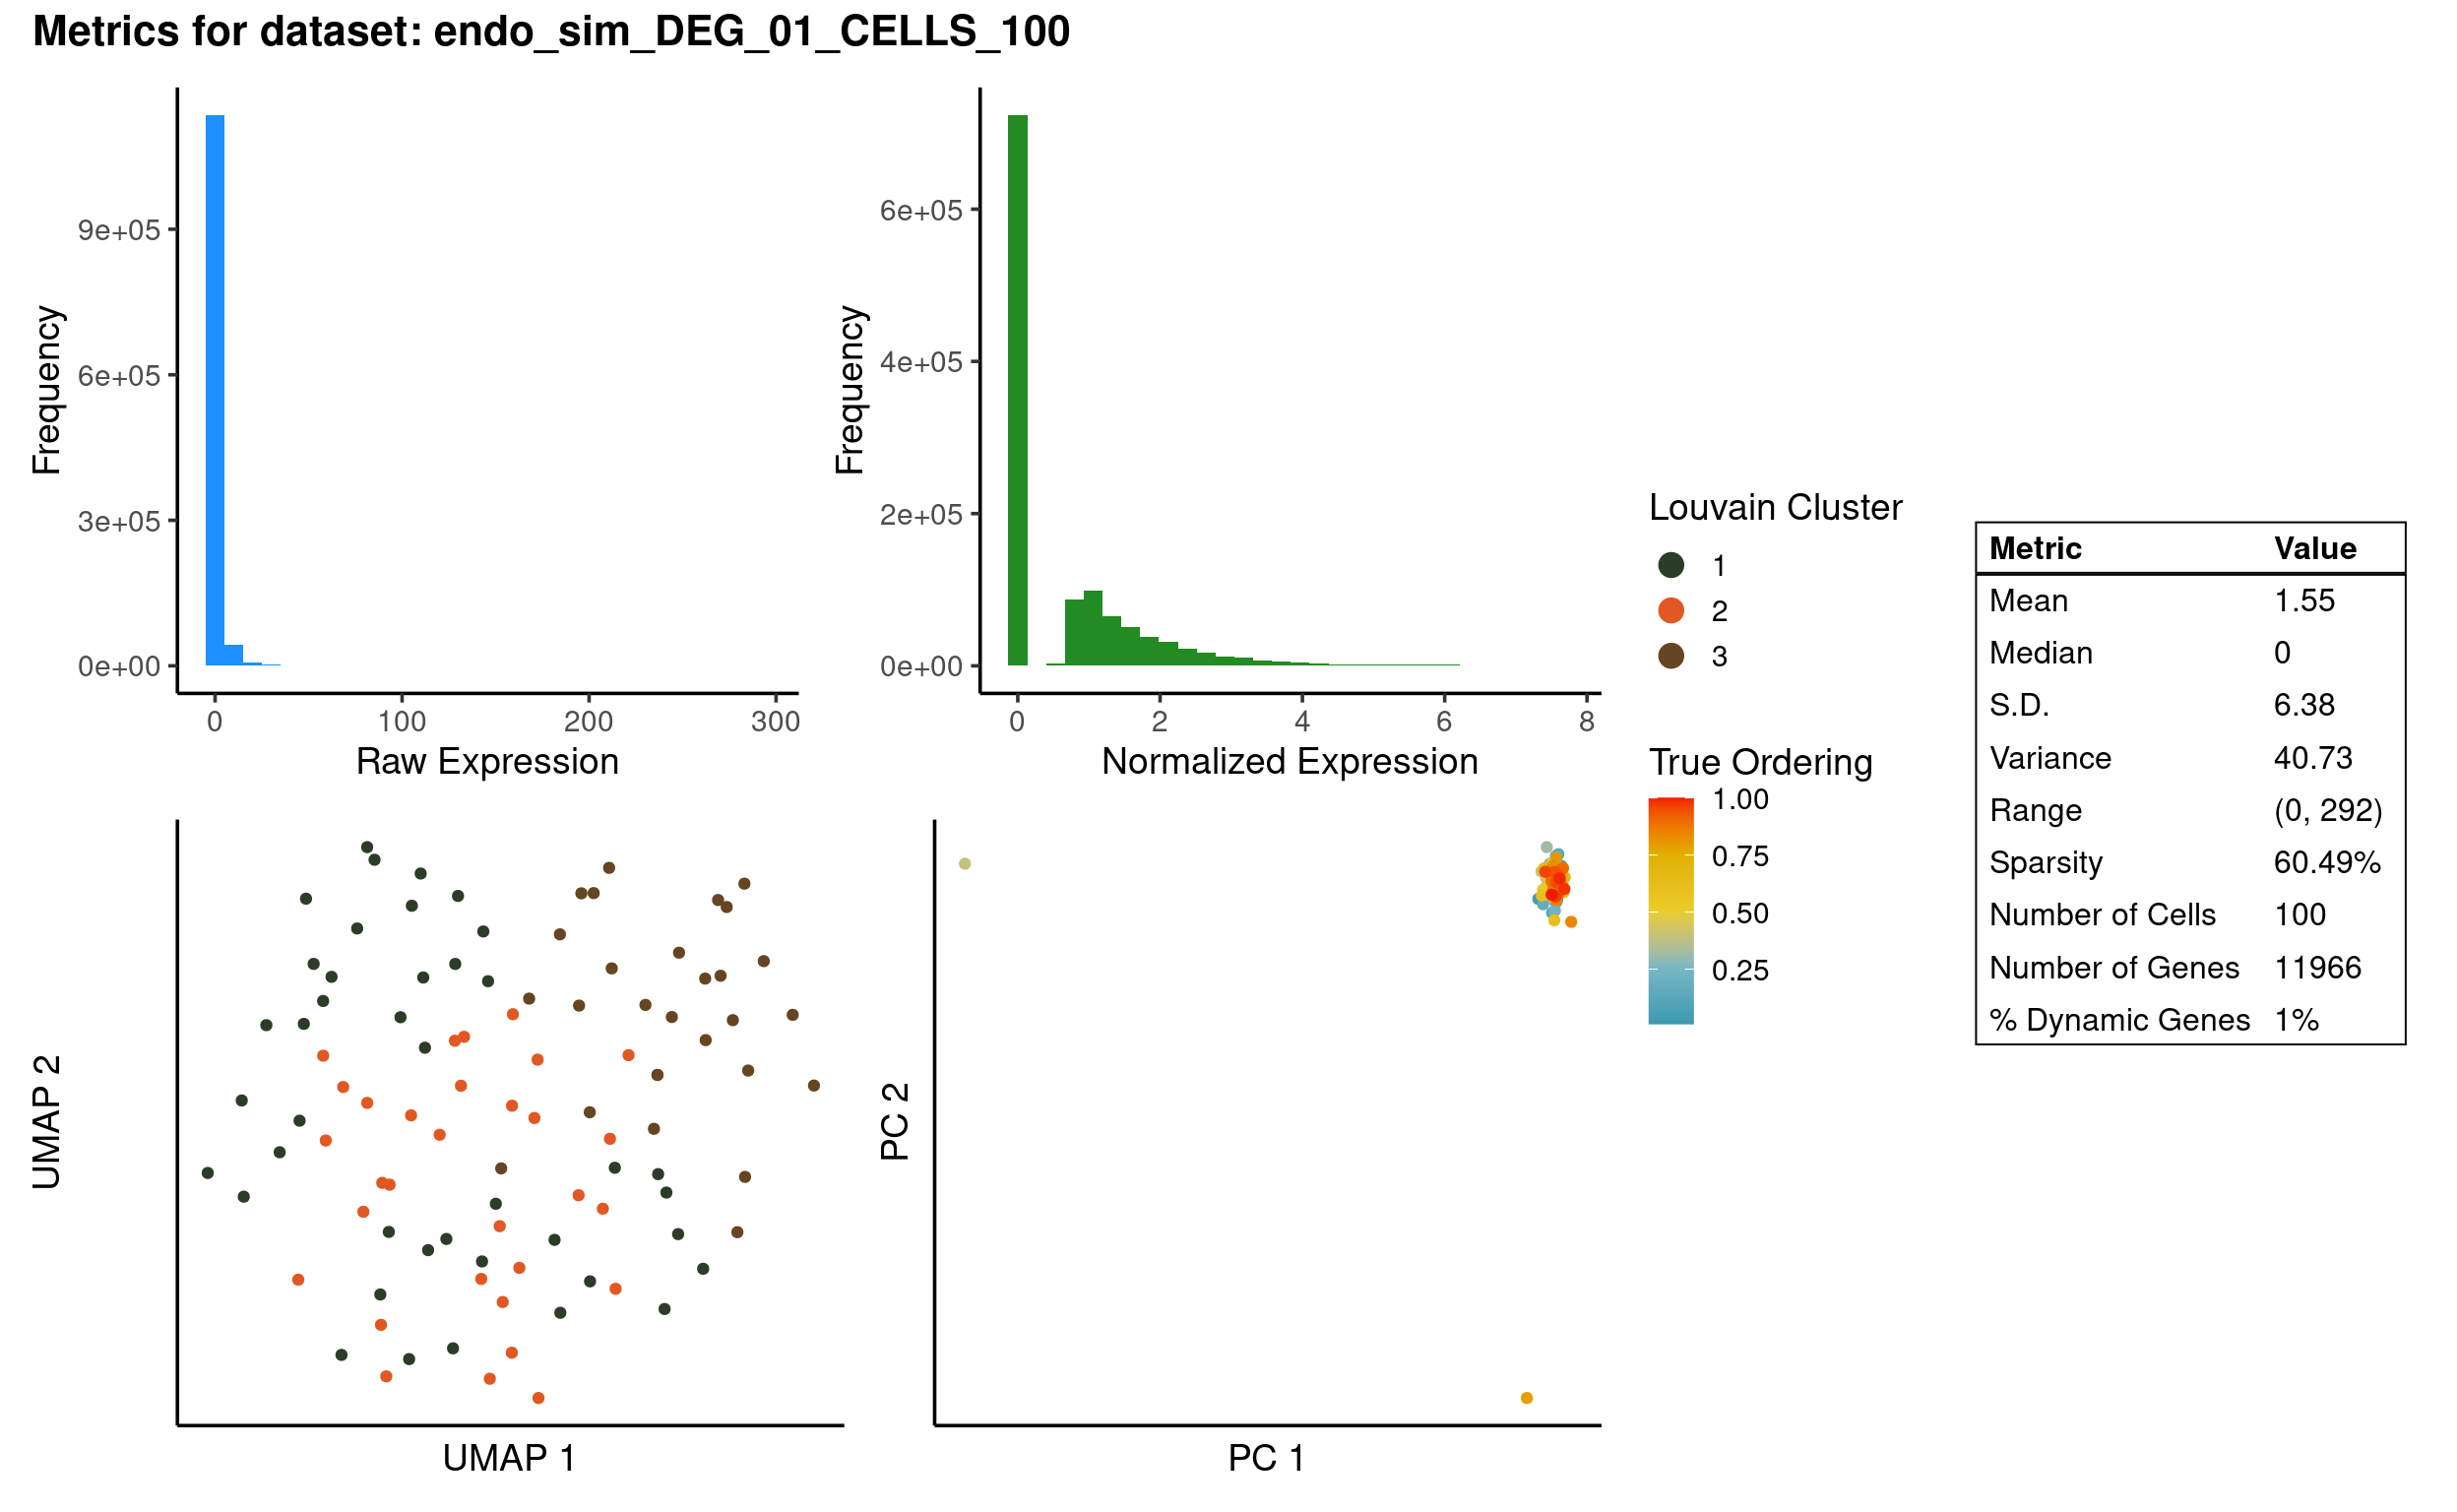 Metrics for dataset: endo_sim_DEG_01_CELLS_100
Frequency
9e+05
6e+05
3e+05
0e+00
0 100 200 300
Raw Expression
Frequency
6e+05
4e+05
2e+05
0e+00
0 2 4 6 8
Normalized Expression
UMAP 2
UMAP 1
PC 2
PC 1
Louvain Cluster
1
2
3
True Ordering
1.00
0.75
0.50
0.25
Metric Value
Mean 1.55
Median 0
S.D. 6.38
Variance 40.73
Range (0, 292)
Sparsity 60.49%
Number of Cells 100
Number of Genes 11966
% Dynamic Genes 1%